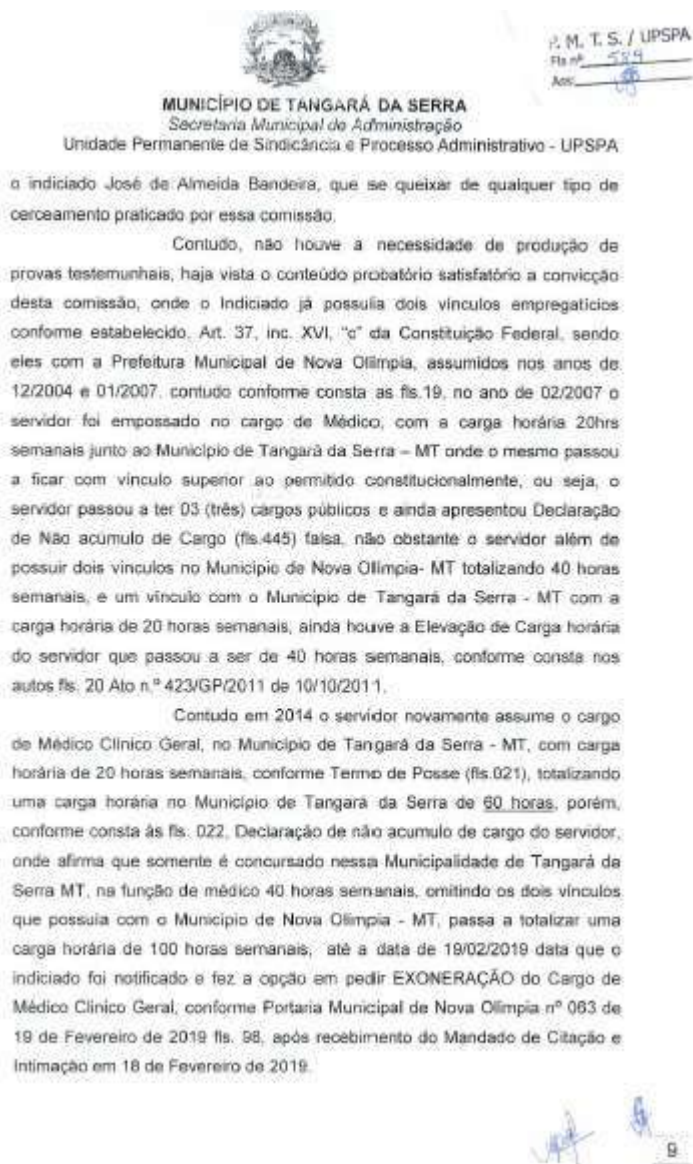 P. M. T. S. / UPSPA
Fls nº 589
Ass:
MUNICÍPIO DE TANGARÁ DA SERRA
Secretaria Municipal de Administração
Unidade Permanente de Sindicância e Processo Administrativo - UPSPA
o indiciado José de Almeida Bandeira, que se queixar de qualquer tipo de
cerceamento praticado por essa comissão.
Contudo, não houve a necessidade de produção de
provas testemunhais, haja vista o conteúdo probatório satisfatório a convicção
desta comissão, onde o Indiciado já possuía dois vínculos empregatícios
conforme estabelecido, Art. 37, inc. XVI, "c" da Constituição Federal, sendo
eles com a Prefeitura Municipal de Nova Olímpia, assumidos nos anos de
12/2004 e 01/2007, contudo conforme consta as fls.19, no ano de 02/2007 o
servidor foi empossado no cargo de Médico, com a carga horária 20hrs
semanais junto ao Município de Tangará da Serra – MT onde o mesmo passou
a ficar com vínculo superior ao permitido constitucionalmente, ou seja, o
servidor passou a ter 03 (três) cargos públicos e ainda apresentou Declaração
de Não acúmulo de Cargo (fls.445) falsa, não obstante o servidor além de
possuir dois vínculos no Município de Nova Olímpia- MT totalizando 40 horas
semanais, e um vínculo com o Município de Tangará da Serra - MT com a
carga horária de 20 horas semanais, ainda houve a Elevação de Carga horária
do servidor que passou a ser de 40 horas semanais, conforme consta nos
autos fls. 20 Ato n.º 423/GP/2011 de 10/10/2011.
Contudo em 2014 o servidor novamente assume o cargo
de Médico Clínico Geral, no Município de Tangará da Serra - MT, com carga
horária de 20 horas semanais, conforme Termo de Posse (fls.021), totalizando
uma carga horária no Município de Tangará da Serra de 60 horas, porém,
conforme consta às fls. 022, Declaração de não acumulo de cargo do servidor,
onde afirma que somente é concursado nessa Municipalidade de Tangará da
Serra MT, na função de médico 40 horas semanais, omitindo os dois vínculos
que possuía com o Município de Nova Olímpia - MT, passa a totalizar uma
carga horária de 100 horas semanais, até a data de 19/02/2019 data que o
indiciado foi notificado e fez a opção em pedir EXONERAÇÃO do Cargo de
Médico Clinico Geral, conforme Portaria Municipal de Nova Olímpia nº 063 de
19 de Fevereiro de 2019 fls. 98, após recebimento do Mandado de Citação e
Intimação em 18 de Fevereiro de 2019.
9